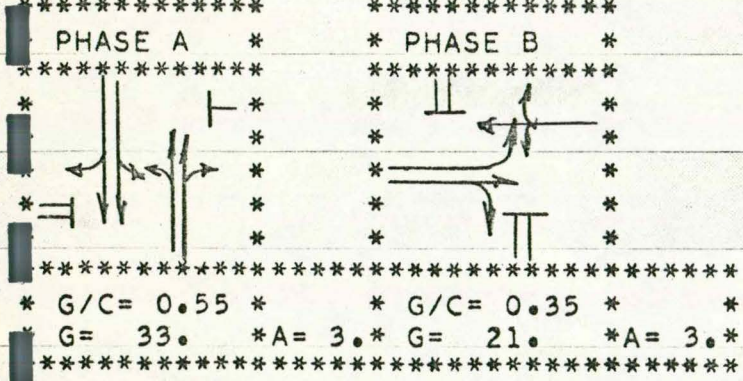 PHASE A * * PHASE B *
* G/C= 0.55 * * G/C= 0.35 * *
* G= 33. *A= 3.* G= 21. *A= 3.*